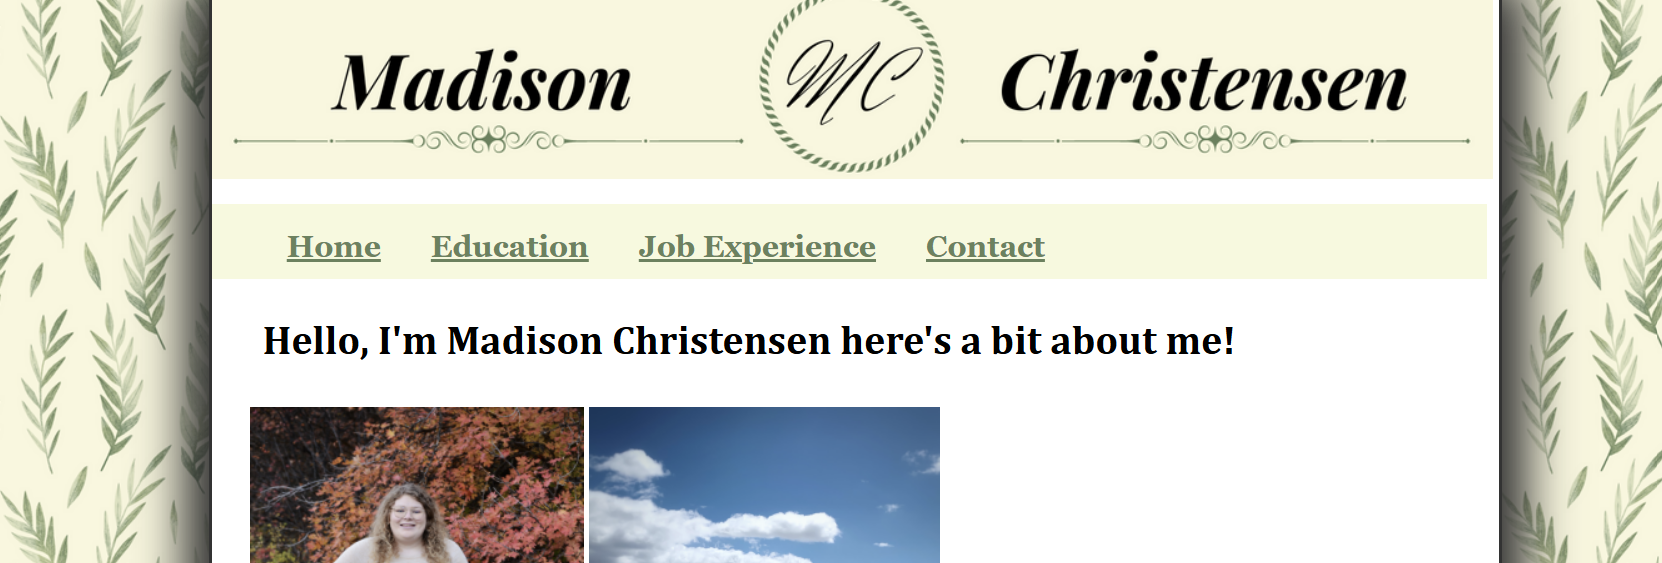 Madison MC Christensen
Home Education Job Experience Contact
Hello, I'm Madison Christensen here's a bit about me!